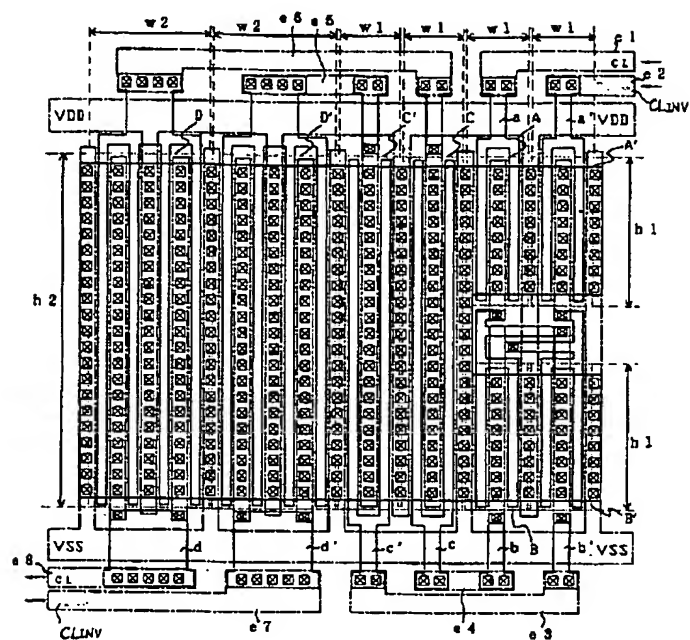 w2 w2 w1 w1 w1 w1
e6 e5 e1
CL e2
CLINV
VDD D D' C' C a A a' VDD
A'
h1
h2
h1
B'
VSS d d' c' c b B b' VSS
e8 CL
CLINV e7 e4 e3